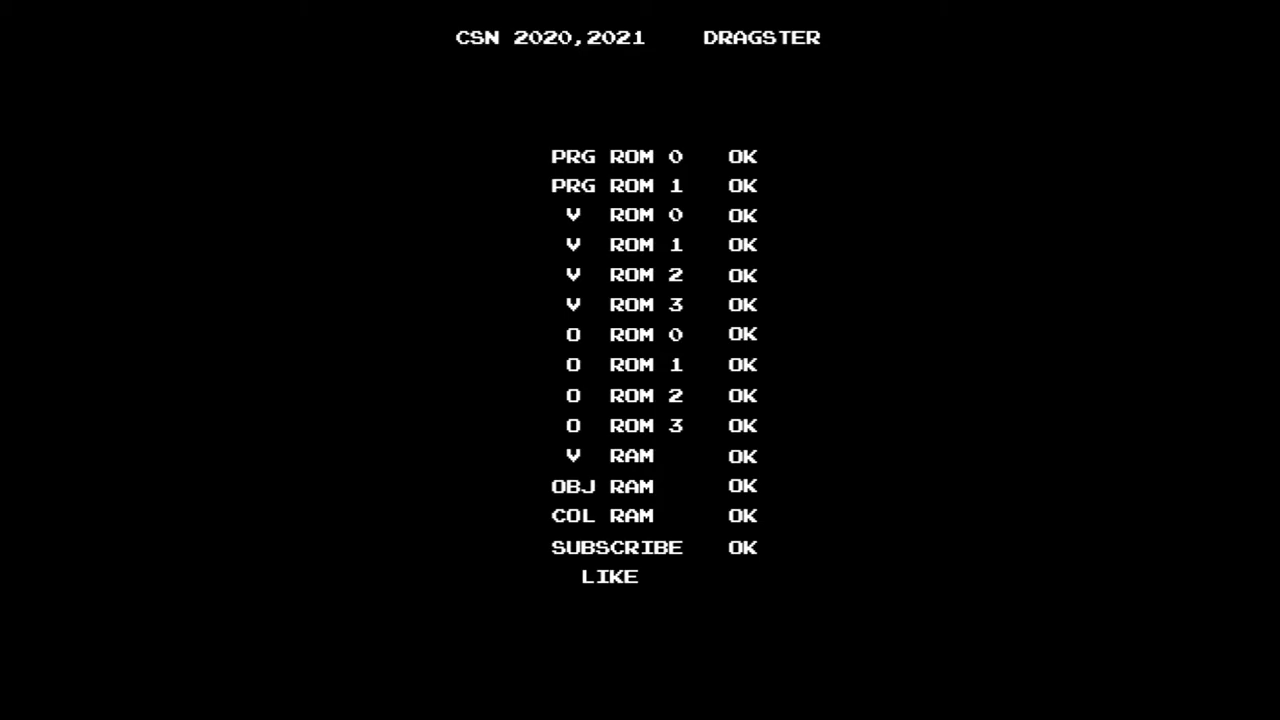 CSN 2020,2021 DRAGSTER
PRG ROM 0 OK
PRG ROM 1 OK
V ROM 0 OK
V ROM 1 OK
V ROM 2 OK
V ROM 3 OK
O ROM 0 OK
O ROM 1 OK
O ROM 2 OK
O ROM 3 OK
V RAM OK
OBJ RAM OK
COL RAM OK
SUBSCRIBE OK
LIKE